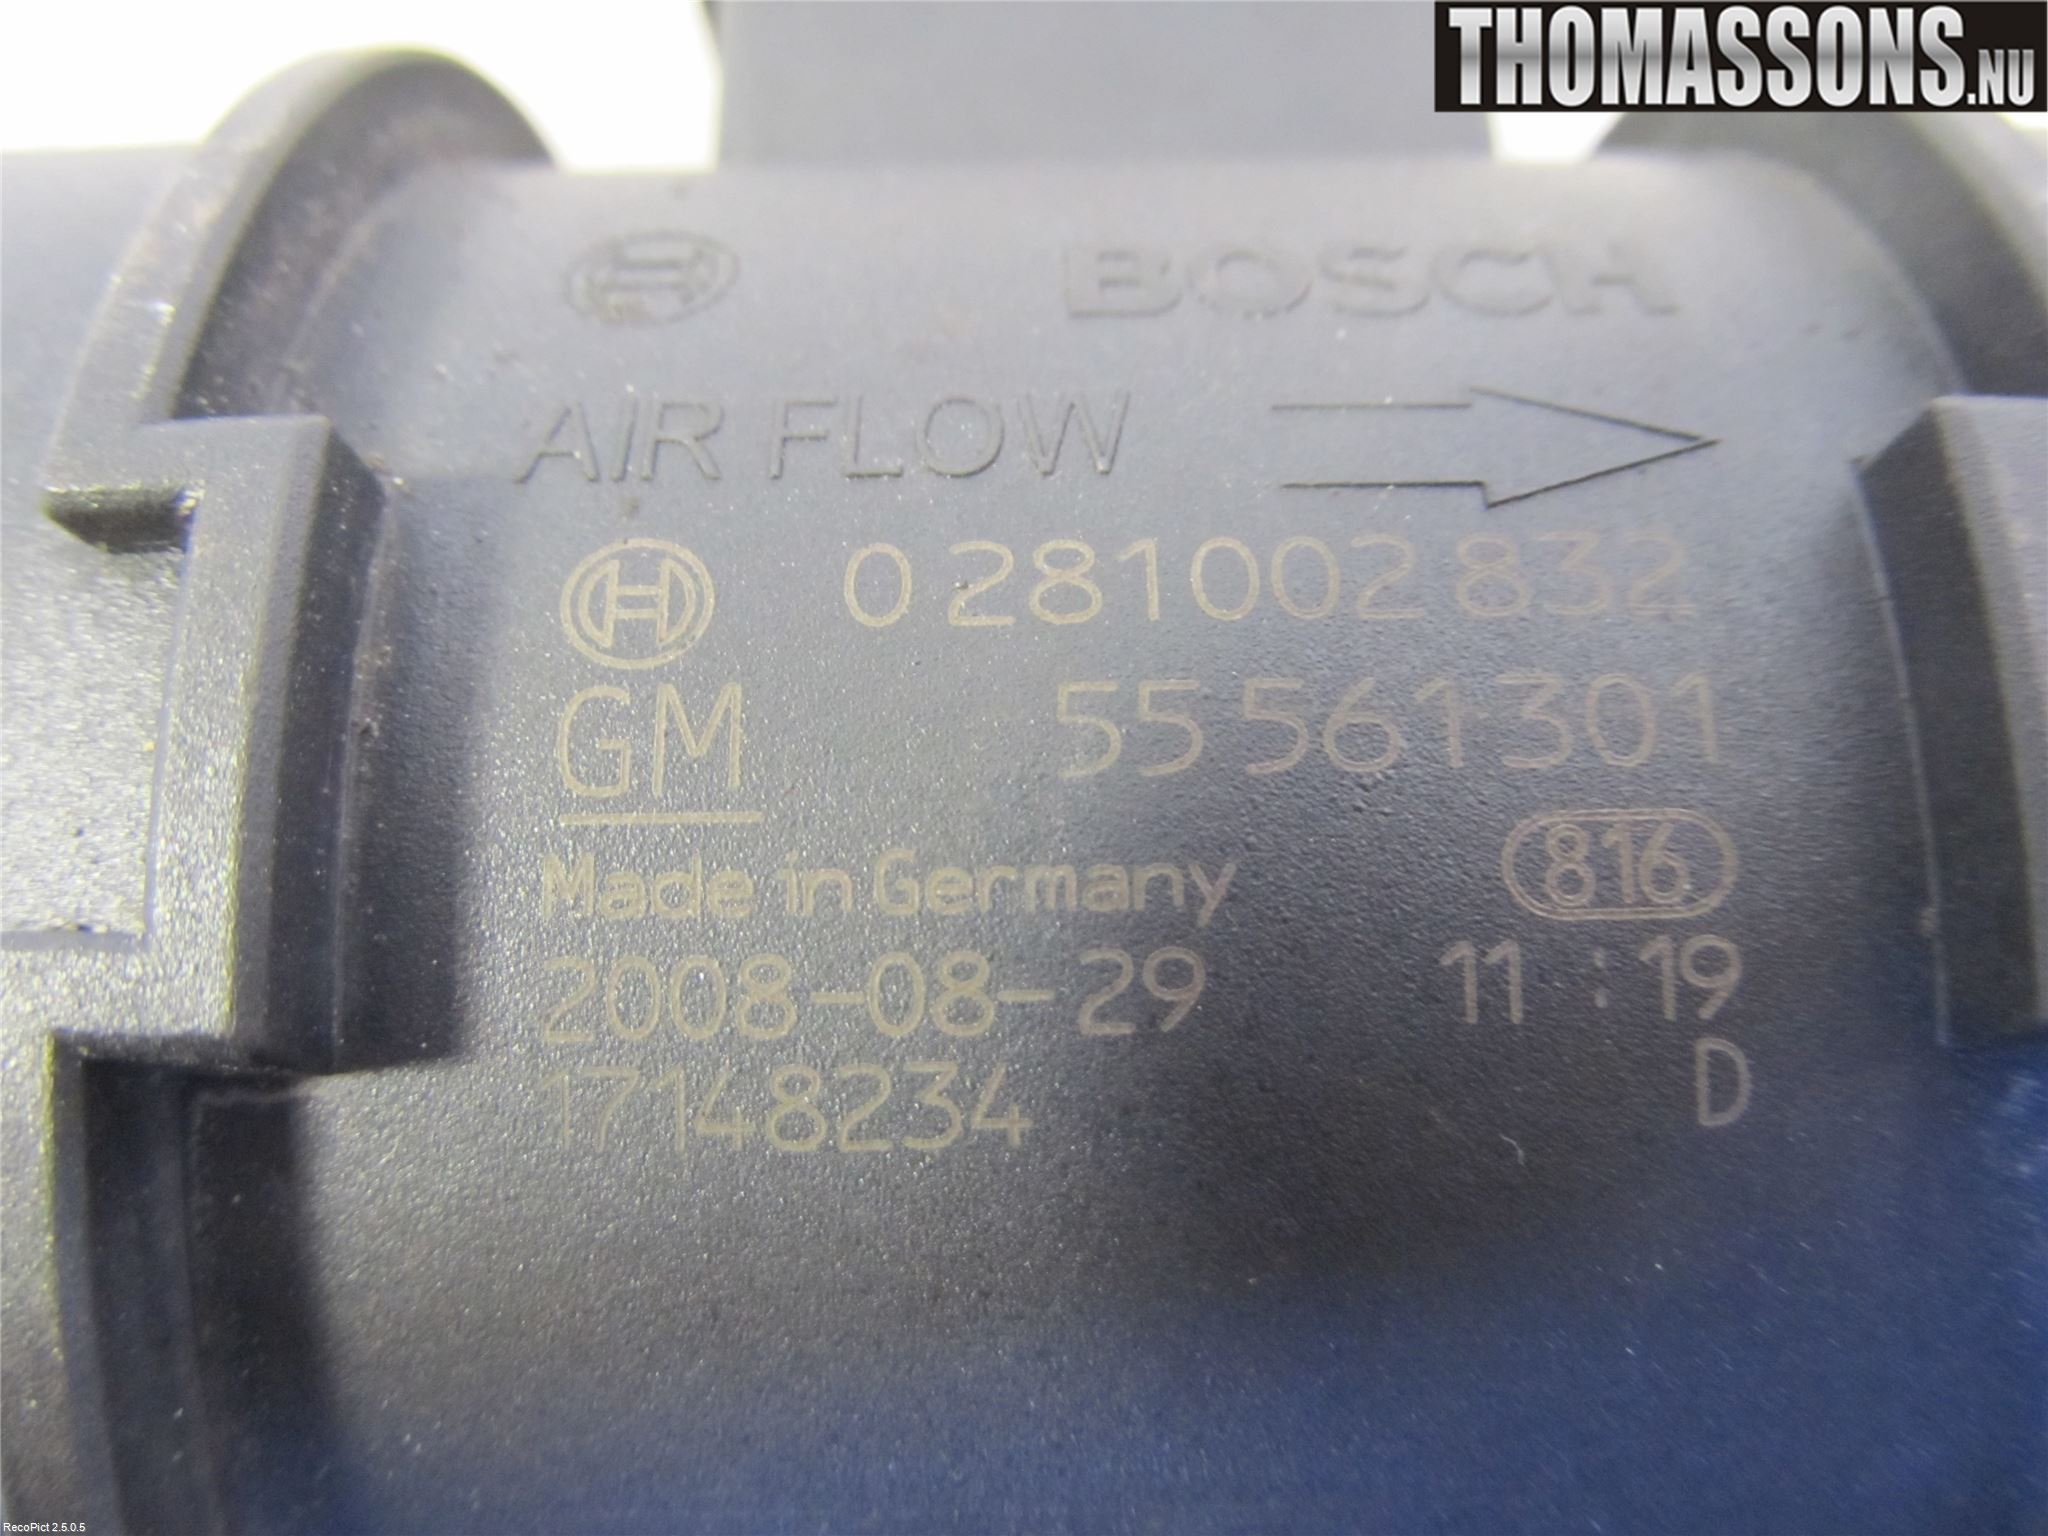 THOMASSONS.NU
BOSCH
AIR FLOW
0 281 002 832
GM 55 561 301
Made in Germany 816
2008-08-29 11:19
17148234 D
RecoPict 2.5.0.5